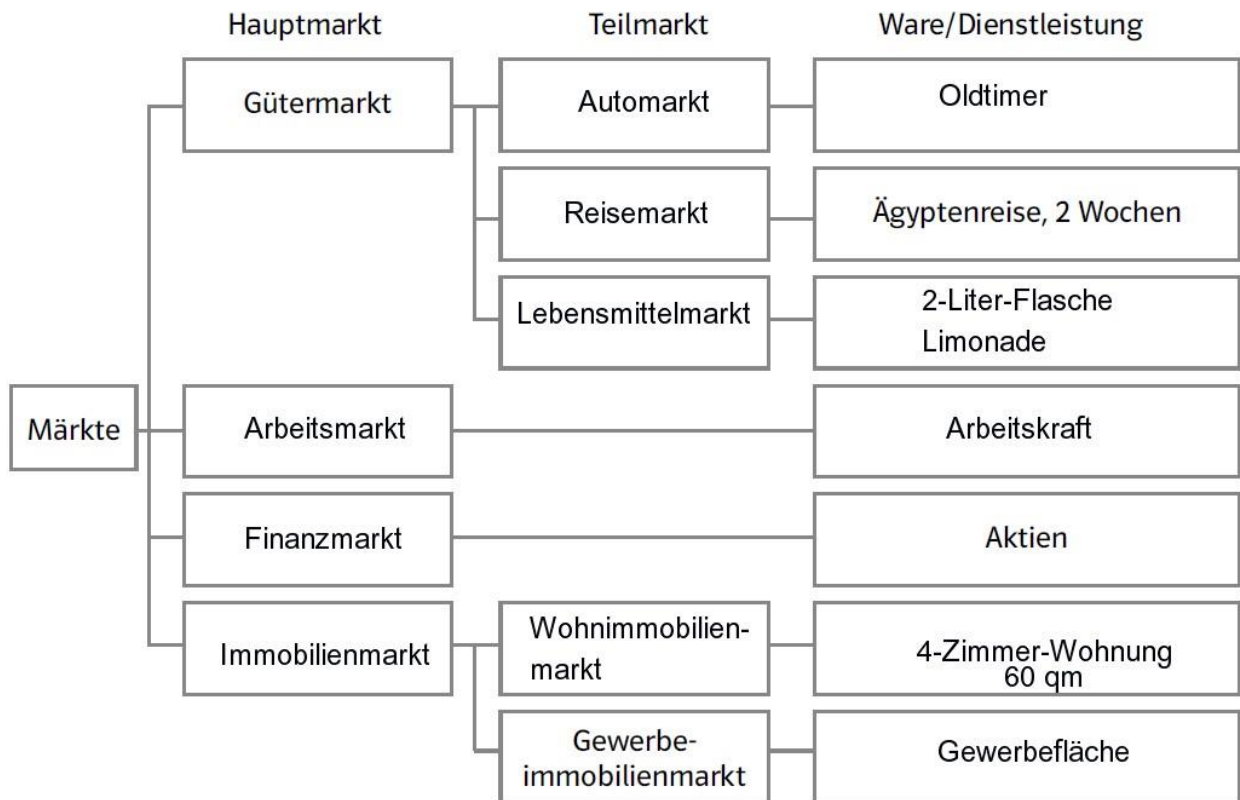 Hauptmarkt Teilmarkt Ware/Dienstleistung
Gütermarkt Automarkt Oldtimer
Reisemarkt Ägyptenreise, 2 Wochen
Lebensmittelmarkt 2-Liter-Flasche
Limonade
Märkte Arbeitsmarkt Arbeitskraft
Finanzmarkt Aktien
Immobilienmarkt Wohnimmobilien-
markt 4-Zimmer-Wohnung
60 qm
Gewerbe-
immobilienmarkt Gewerbefläche